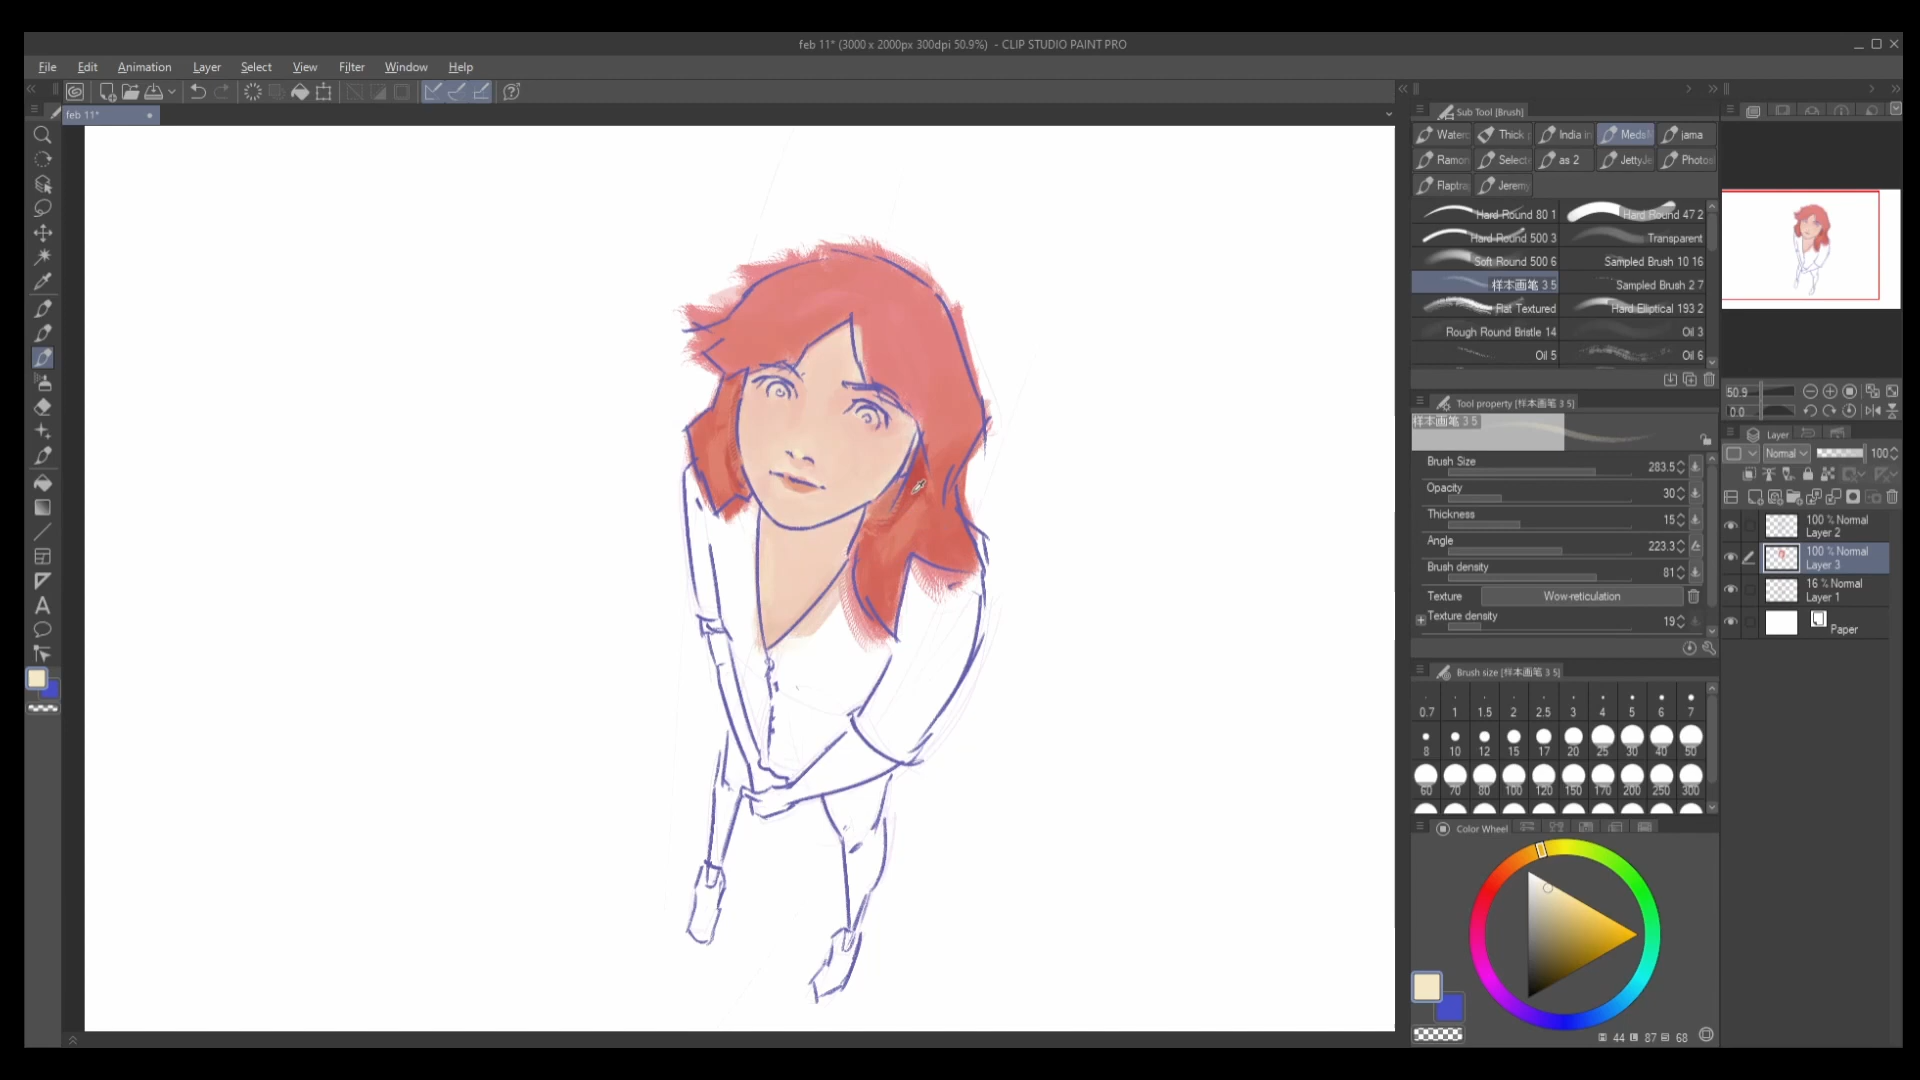 feb 11* (3000 x 2000px 300dpi 50.9%) - CLIP STUDIO PAINT PRO
File Edit Animation Layer Select View Filter Window Help
feb 11*
Sub Tool [Brush]
Thick India in jama
as 2
Hard Round 80 1 Hard Round 47 2
Hard Round 500 3 Transparent
Soft Round 500 6 Sampled Brush 10 16
样本画笔 3 5 Sampled Brush 2 7
Flat Textured Hard Elliptical 193 2
Rough Round Bristle 14 Oil 3
Oil 5 Oil 6
Tool property [样本画笔 3 5]
样本画笔 3 5
Brush Size 283.5
Opacity 30
Thickness 15
Angle 223.3
Brush density 81
Texture Wow-reticulation
Texture density 19
Brush size [样本画笔 3 5]
0.7 1 1.5 2 2.5 3 4 5 6 7
8 10 12 15 17 20 25 30 40 50
60 70 80 100 120 150 170 200 250 300
Color Wheel
44 87 68
50.9
0.0
Layer
Normal 100
100 % Normal
Layer 2
100 % Normal
Layer 3
16 % Normal
Layer 1
Paper